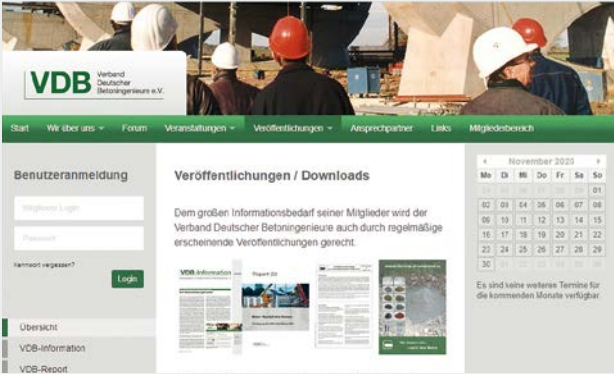 VDB
Verband
Deutscher
Betoningenieure e.V.
Start Wir über uns Forum Veranstaltungen Veröffentlichungen Ansprechpartner Links Mitgliederbereich
Benutzeranmeldung
Mitglieds Login
Passwort
Kennwort vergessen?
Login
Übersicht
VDB-Information
VDB-Report
Veröffentlichungen / Downloads
Dem großen Informationsbedarf seiner Mitglieder wird der
Verband Deutscher Betoningenieure auch durch regelmäßige
erscheinende Veröffentlichungen gerecht.
VDB-Information
Report
November 2020
Mo Di Mi Do Fr Sa So
01
02 03 04 05 06 07 08
09 10 11 12 13 14 15
16 17 18 19 20 21 22
23 24 25 26 27 28 29
30
Es sind keine weiteren Termine für
die kommenden Monate verfügbar.